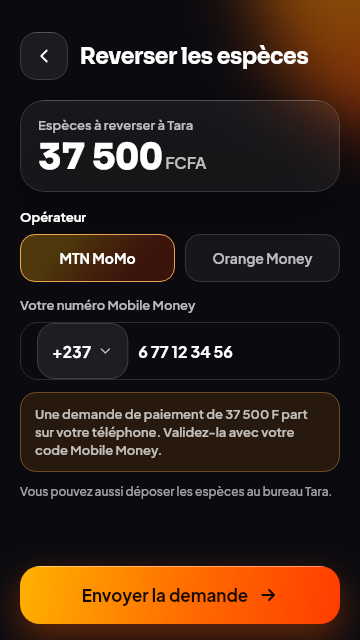 Reverser les espèces
Espèces à reverser à Tara
37 500 FCFA
Opérateur
MTN MoMo
Orange Money
Votre numéro Mobile Money
+237
6 77 12 34 56
Une demande de paiement de 37 500 F part
sur votre téléphone. Validez-la avec votre
code Mobile Money.
Vous pouvez aussi déposer les espèces au bureau Tara.
Envoyer la demande →